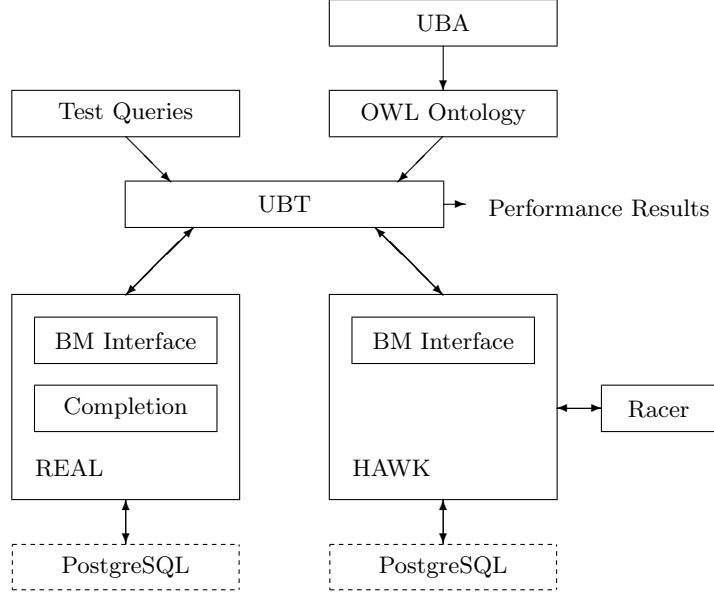 UBA
Test Queries
OWL Ontology
UBT
Performance Results
BM Interface
BM Interface
Completion
Racer
REAL
HAWK
PostgreSQL
PostgreSQL